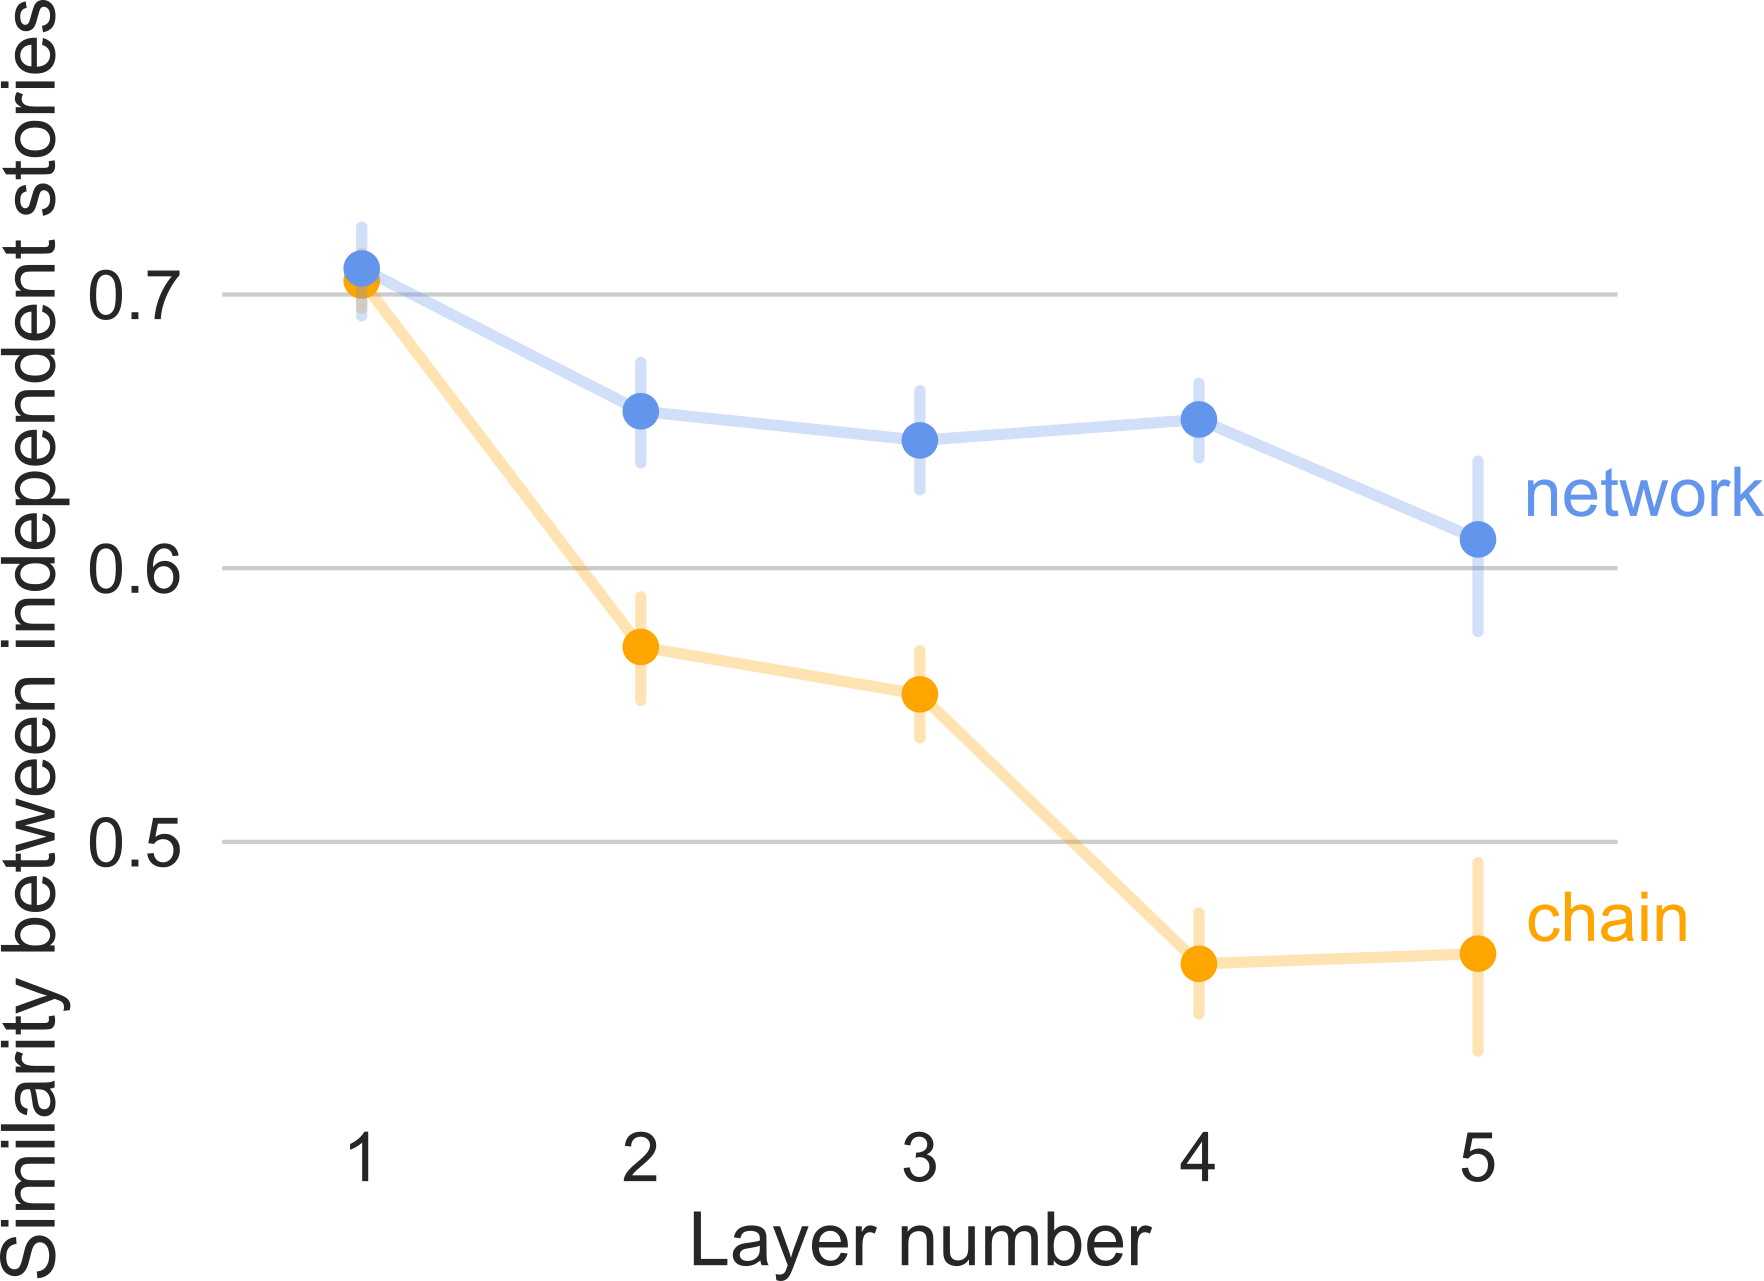 Similarity between independent stories
0.7
0.6
0.5
network
chain
1 2 3 4 5
Layer number